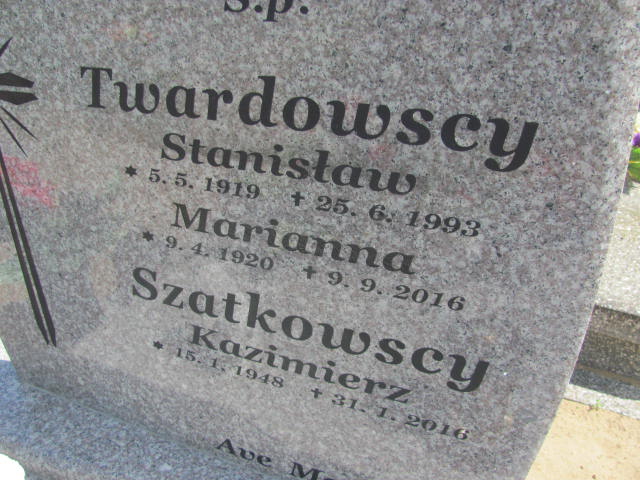 Ś.p.
Twardowscy
Stanisław
* 5. 5. 1919 ✝ 25. 6. 1993
Marianna
* 9. 4. 1920 ✝ 9. 9. 2016
Szatkowscy
Kazimierz
* 15. 1. 1948 ✝ 31. 1. 2016
Ave